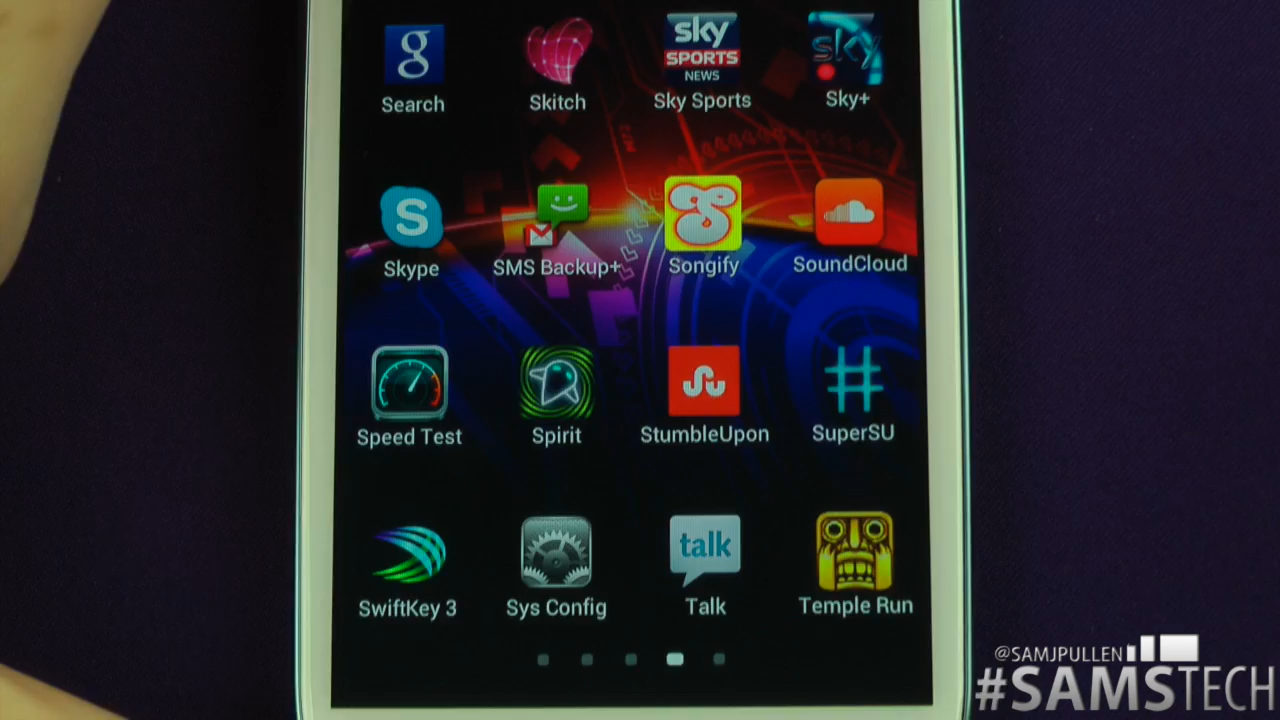 g
sky
SPORTS
NEWS
sky
Search
Skitch
Sky Sports
Sky+
S
S
Skype
SMS Backup+
Songify
SoundCloud
Speed Test
Spirit
StumbleUpon
SuperSU
talk
SwiftKey 3
Sys Config
Talk
Temple Run
@SAMJPULLEN
#SAMSTECH